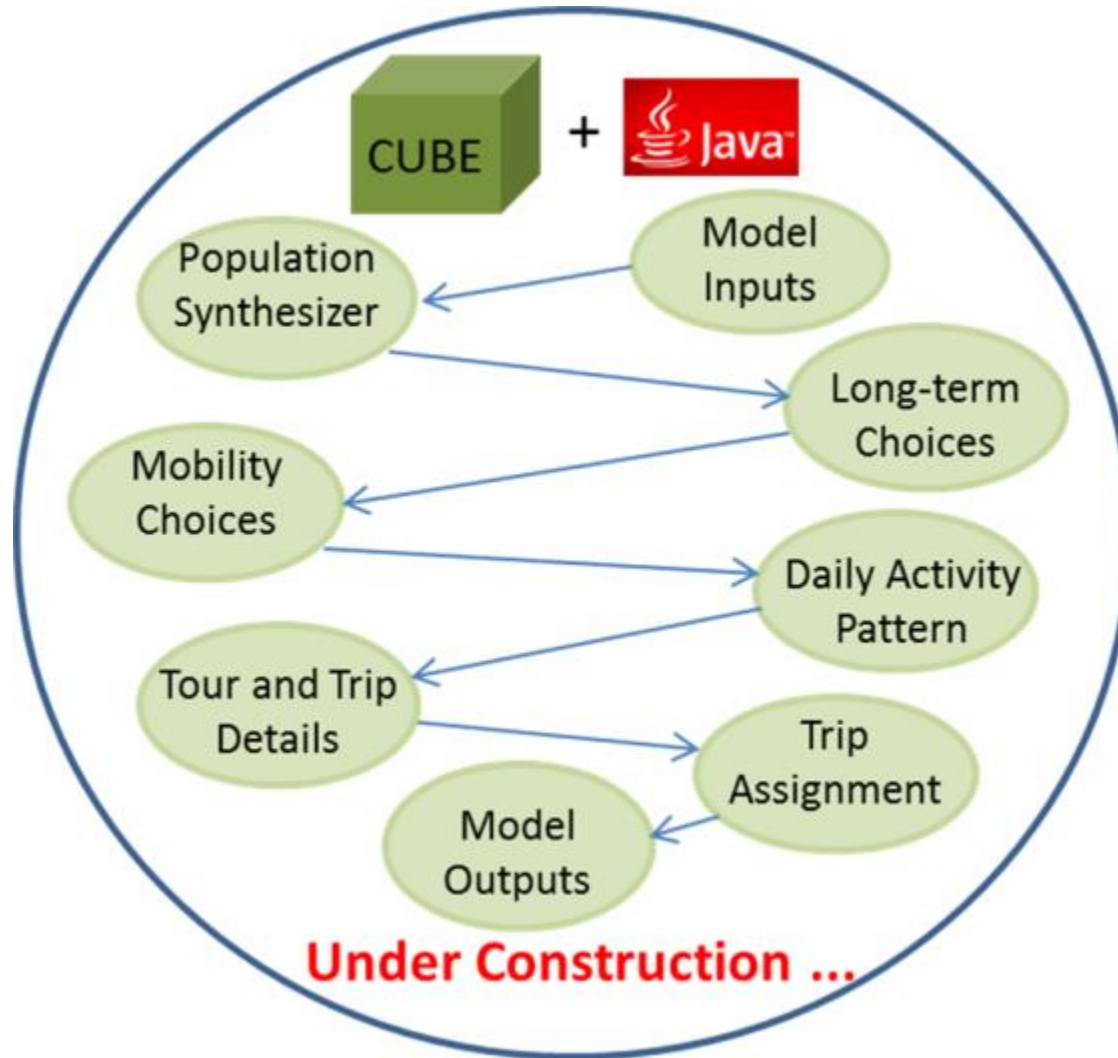 CUBE
+
Java™
Model
Inputs
Population
Synthesizer
Long-term
Choices
Mobility
Choices
Daily Activity
Pattern
Tour and Trip
Details
Trip
Assignment
Model
Outputs
Under Construction ...